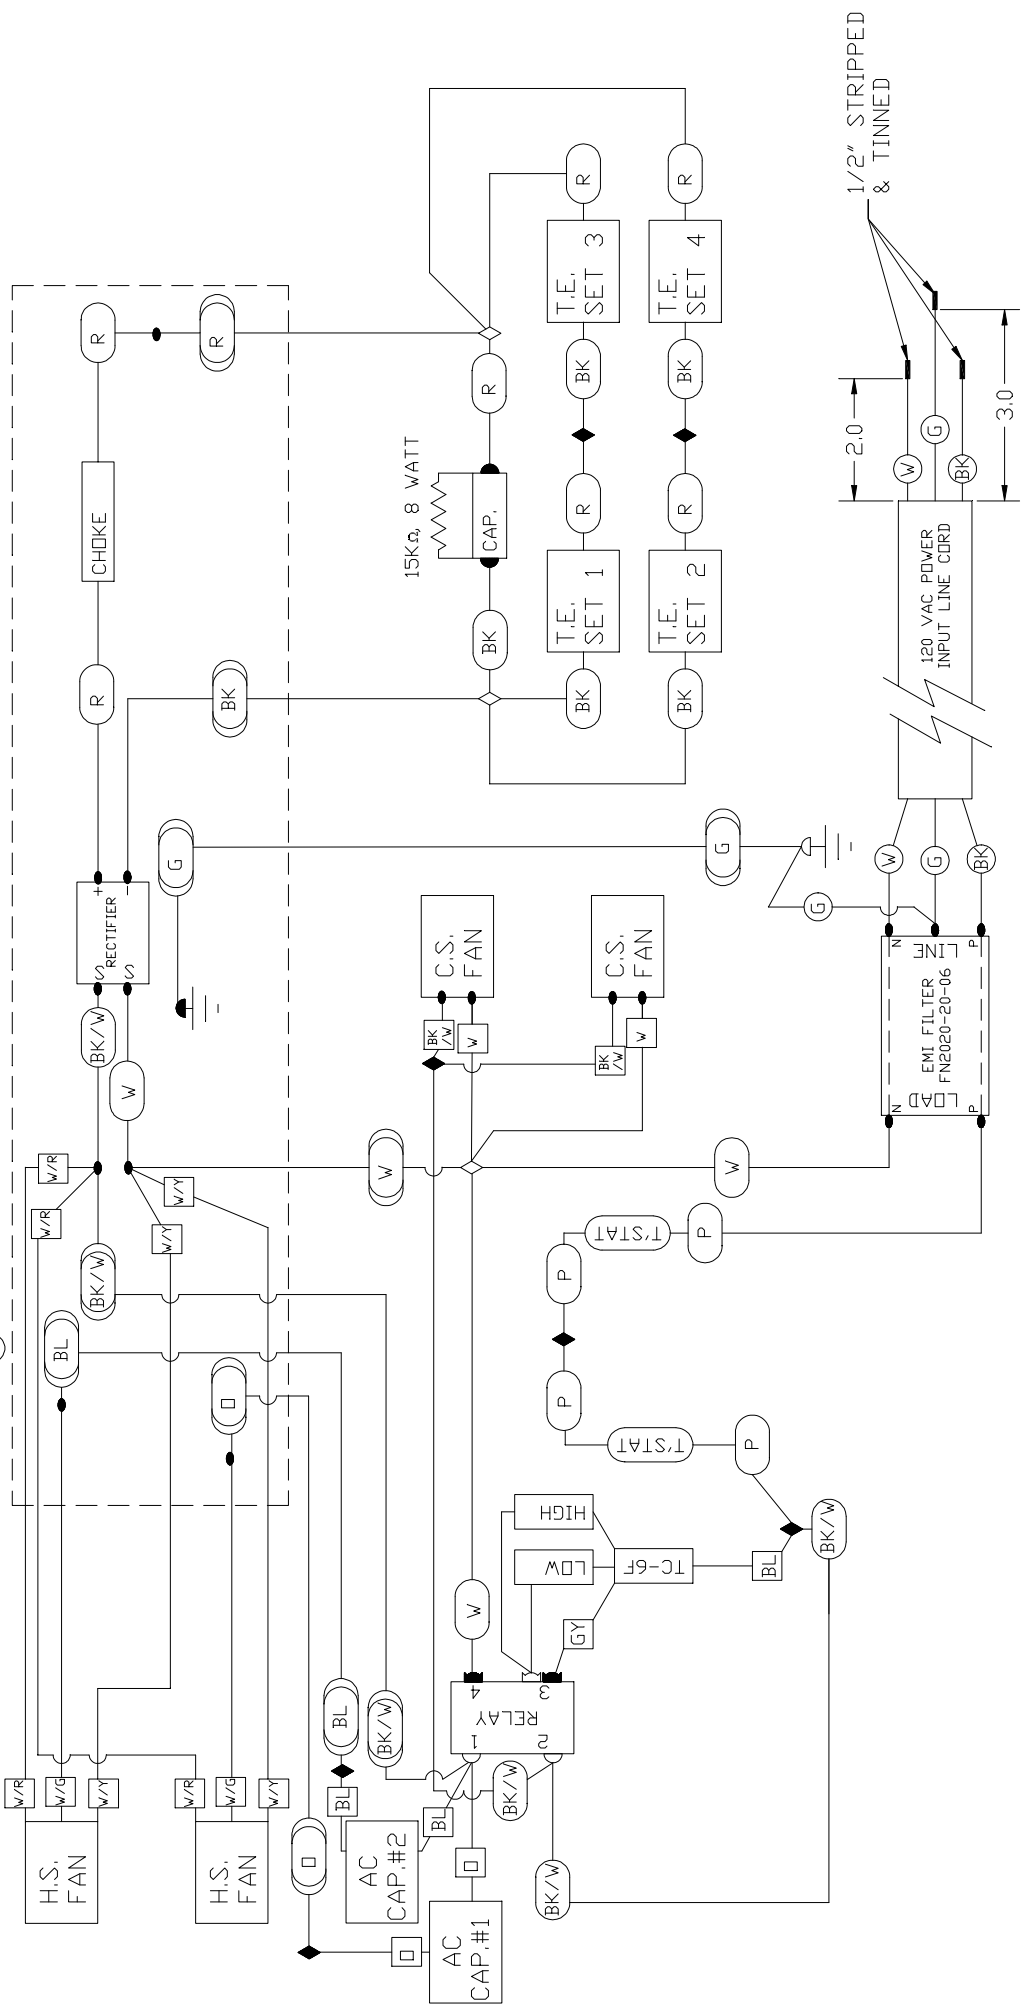 1/2" STRIPPED
& TINNED
R
R
CHOKE
R
BK
RECTIFIER
+
-
S
S
BK/W
W
G
W/R
W/R
W/Y
W/Y
BK/W
BL
O
W/R
W/G
W/Y
H.S.
FAN
W/R
W/G
W/Y
H.S.
FAN
R
R
R
15KΩ, 8 WATT
CAP.
BK
T.E.
SET 3
BK
R
T.E.
SET 1
BK
T.E.
SET 4
BK
R
T.E.
SET 2
BK
2.0
3.0
W
G
BK
120 VAC POWER
INPUT LINE CORD
W
G
BK
G
G
C.S.
FAN
BK
/W
W
C.S.
FAN
BK
/W
W
N
P
LINE
EMI FILTER
FN2020-20-06
LOAD
N
P
W
W
P
T'STAT
P
P
T'STAT
P
HIGH
LOW
TC-6F
GY
BL
BK/W
W
4
3
RELAY
1
2
BK/W
BL
BK/W
BL
BL
O
O
O
AC
CAP.#2
AC
CAP.#1
BK/W